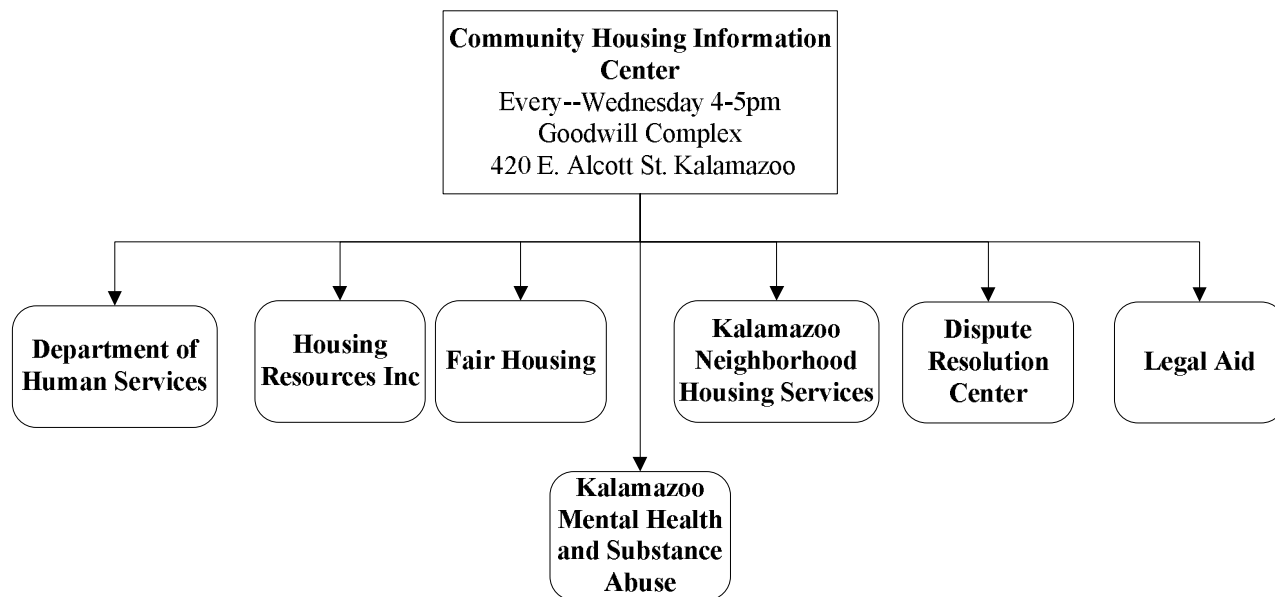 Community Housing Information
Center
Every--Wednesday 4-5pm
Goodwill Complex
420 E. Alcott St. Kalamazoo
Department of
Human Services
Housing
Resources Inc
Fair Housing
Kalamazoo
Neighborhood
Housing Services
Dispute
Resolution
Center
Legal Aid
Kalamazoo
Mental Health
and Substance
Abuse